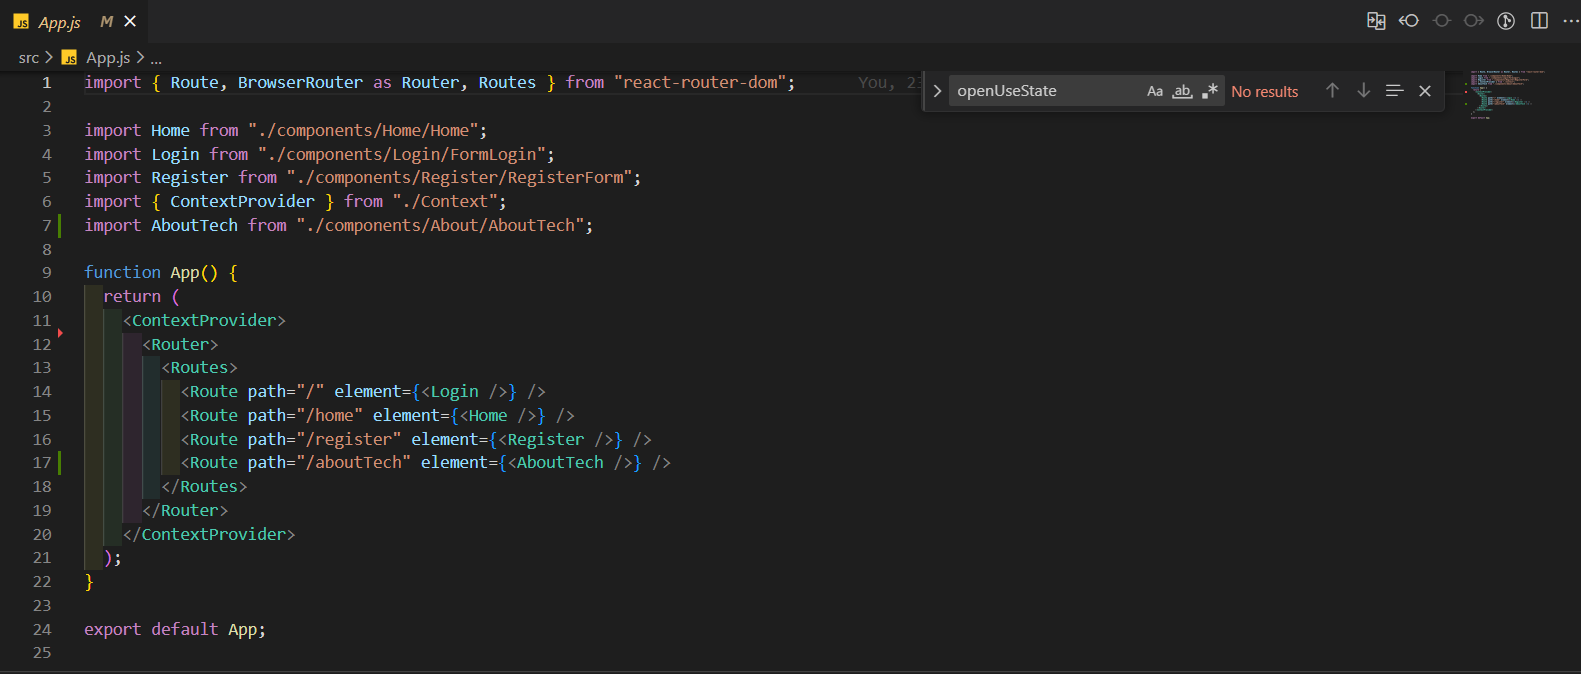 JS App.js M
src > JS App.js > ...
openUseState Aa ab No results
1 import { Route, BrowserRouter as Router, Routes } from "react-router-dom"; You, 23
2
3 import Home from "./components/Home/Home";
4 import Login from "./components/Login/FormLogin";
5 import Register from "./components/Register/RegisterForm";
6 import { ContextProvider } from "./Context";
7 import AboutTech from "./components/About/AboutTech";
8
9 function App() {
10 return (
11 <ContextProvider>
12 <Router>
13 <Routes>
14 <Route path="/" element={<Login />} />
15 <Route path="/home" element={<Home />} />
16 <Route path="/register" element={<Register />} />
17 <Route path="/aboutTech" element={<AboutTech />} />
18 </Routes>
19 </Router>
20 </ContextProvider>
21 );
22 }
23
24 export default App;
25